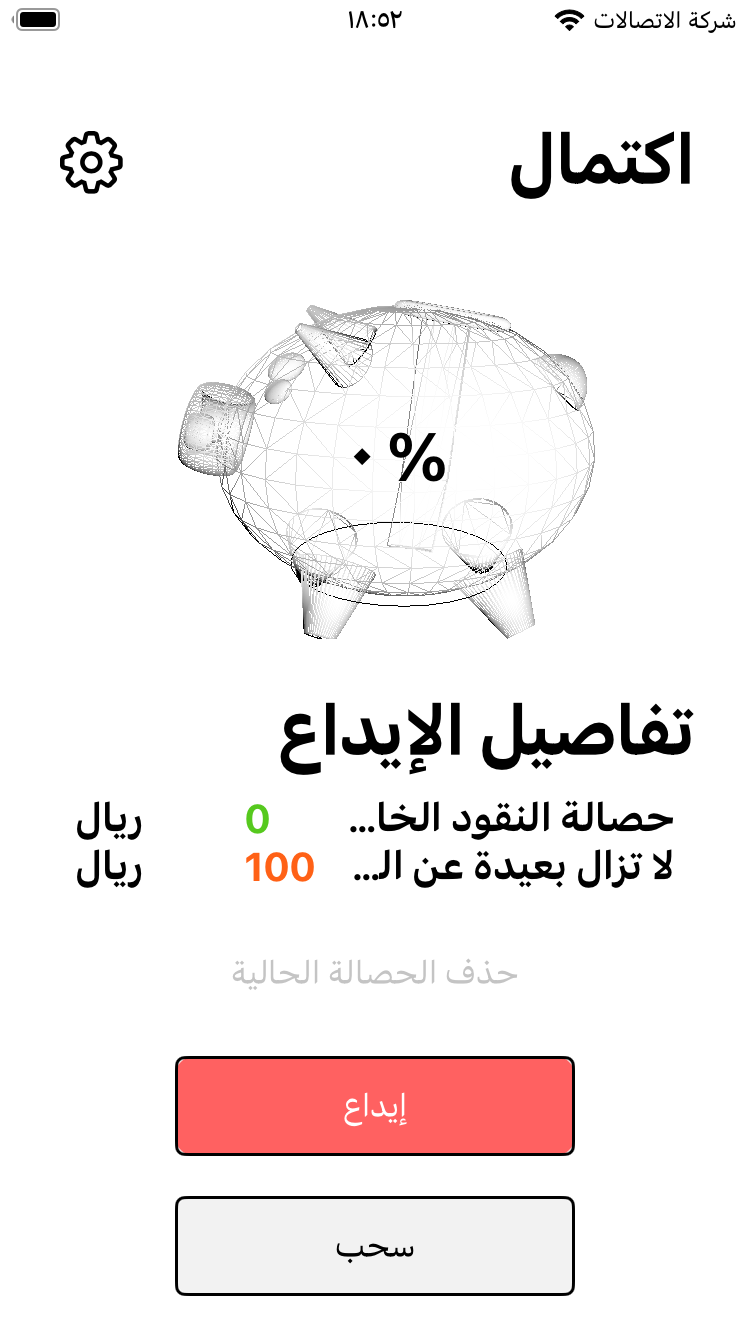 شركة الاتصالات ١٨:٥٢
اكتمال
٠ %
تفاصيل الإيداع
حصالة النقود الخا... 0 ريال
لا تزال بعيدة عن الـ... 100 ريال
حذف الحصالة الحالية
إيداع
سحب